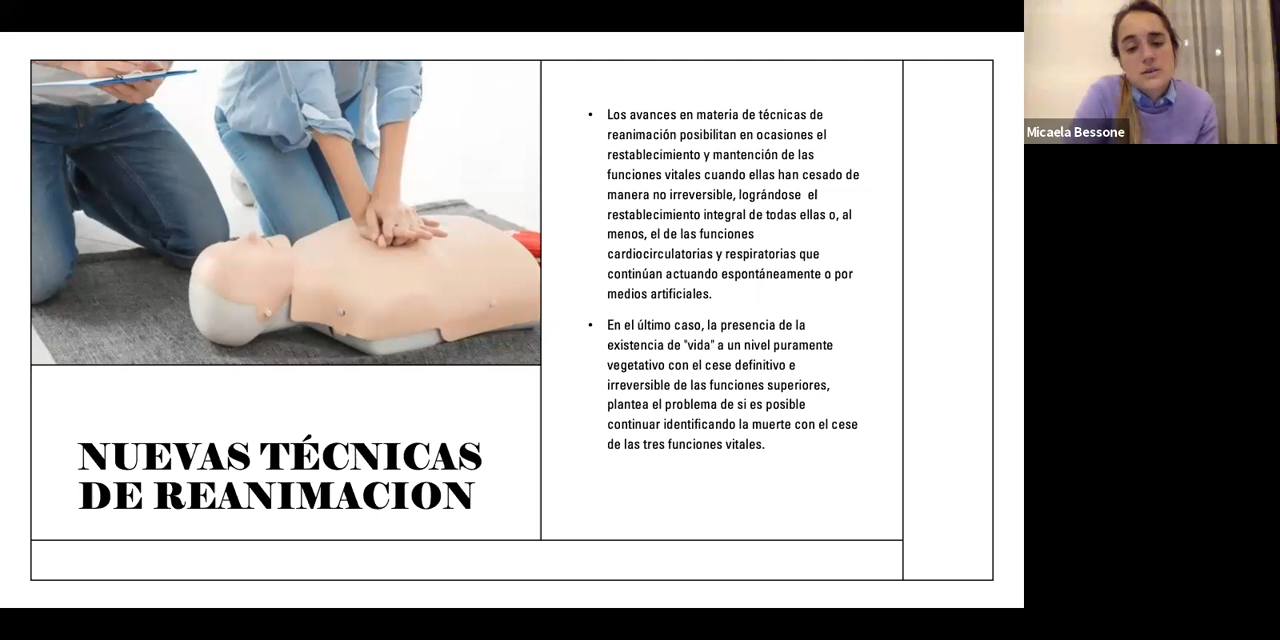 NUEVAS TÉCNICAS
DE REANIMACION
• Los avances en materia de técnicas de
reanimación posibilitan en ocasiones el
restablecimiento y mantención de las
funciones vitales cuando ellas han cesado de
manera no irreversible, lográndose el
restablecimiento integral de todas ellas o, al
menos, el de las funciones
cardiocirculatorias y respiratorias que
continúan actuando espontáneamente o por
medios artificiales.
• En el último caso, la presencia de la
existencia de "vida" a un nivel puramente
vegetativo con el cese definitivo e
irreversible de las funciones superiores,
plantea el problema de si es posible
continuar identificando la muerte con el cese
de las tres funciones vitales.
Micaela Bessone